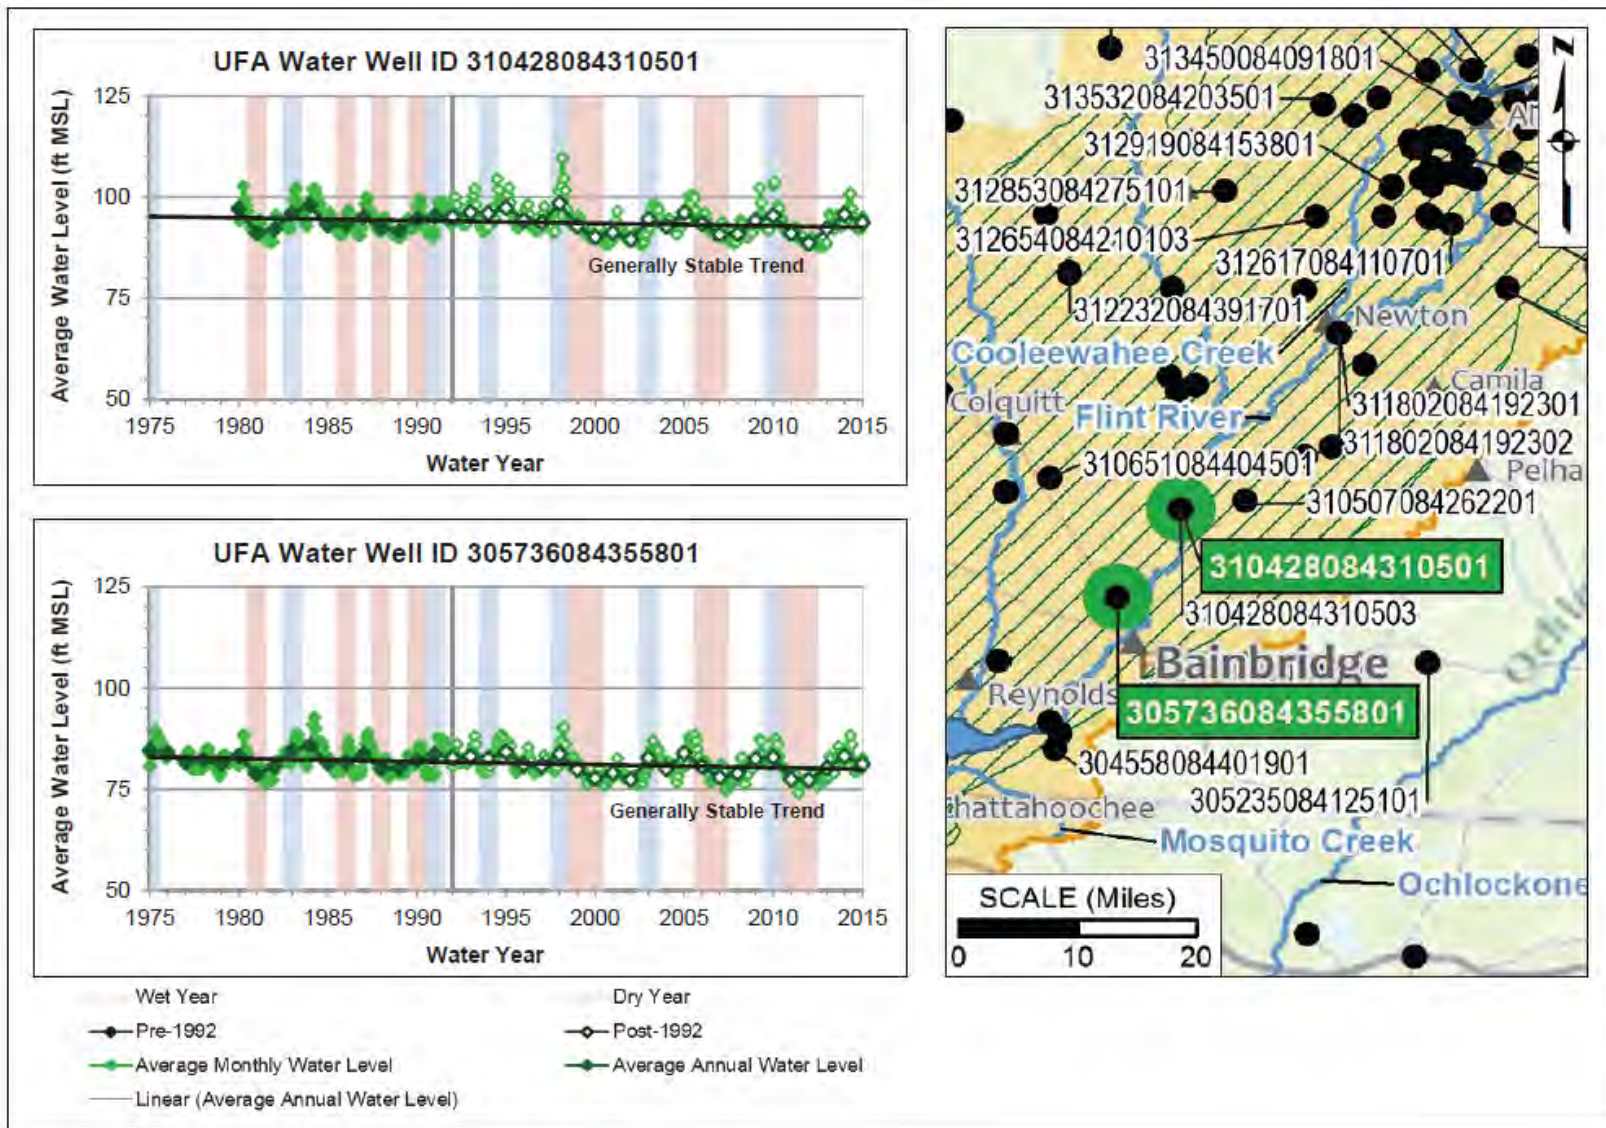 UFA Water Well ID 310428084310501
Average Water Level (ft MSL)
125
100
75
50
Generally Stable Trend
1975 1980 1985 1990 1995 2000 2005 2010 2015
Water Year
UFA Water Well ID 305736084355801
Average Water Level (ft MSL)
125
100
75
50
Generally Stable Trend
1975 1980 1985 1990 1995 2000 2005 2010 2015
Water Year
Wet Year
Dry Year
Pre-1992
Post-1992
Average Monthly Water Level
Average Annual Water Level
Linear (Average Annual Water Level)
N
313450084091801
313532084203501
Al
312919084153801
312853084275101
312654084210103
312617084110701
312232084391701
Newton
Cooleewahee Creek
Camila
Colquitt
311802084192301
Flint River
311802084192302
310651084404501
Pelha
310507084262201
310428084310501
310428084310503
Ochlo
Bainbridge
Reynolds
305736084355801
304558084401901
305235084125101
hattahoochee
Mosquito Creek
Ochlockone
SCALE (Miles)
0 10 20